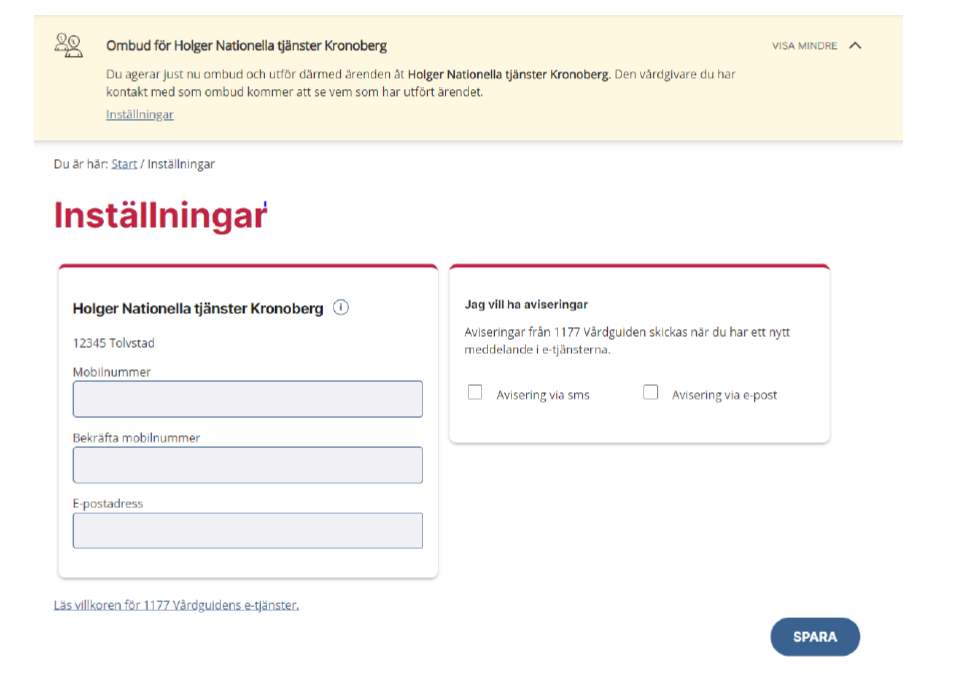 Ombud för Holger Nationella tjänster Kronoberg
VISA MINDRE
Du agerar just nu ombud och utför därmed ärenden åt Holger Nationella tjänster Kronoberg. Den vårdgivare du har
kontakt med som ombud kommer att se vem som har utfört ärendet.
Inställningar
Du är här: Start / Inställningar
Inställningar
Holger Nationella tjänster Kronoberg
12345 Tolvstad
Mobilnummer
Bekräfta mobilnummer
E-postadress
Jag vill ha aviseringar
Aviseringar från 1177 Vårdguiden skickas när du har ett nytt
meddelande i e-tjänsterna.
Avisering via sms
Avisering via e-post
Läs villkoren för 1177 Vårdguidens e-tjänster.
SPARA